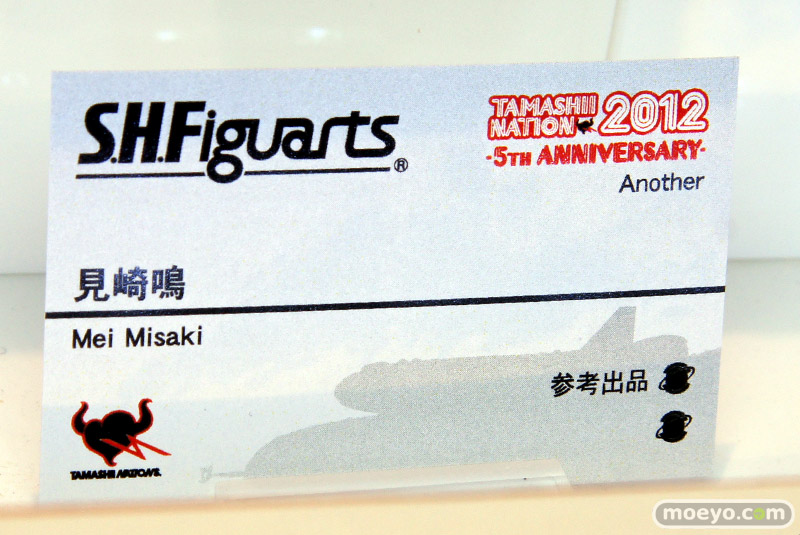 S.H.Figuarts®
TAMASHII
NATION 2012
-5TH ANNIVERSARY-
Another
見崎鳴
Mei Misaki
参考出品
TAMASHII NATIONS.
moeyo.com